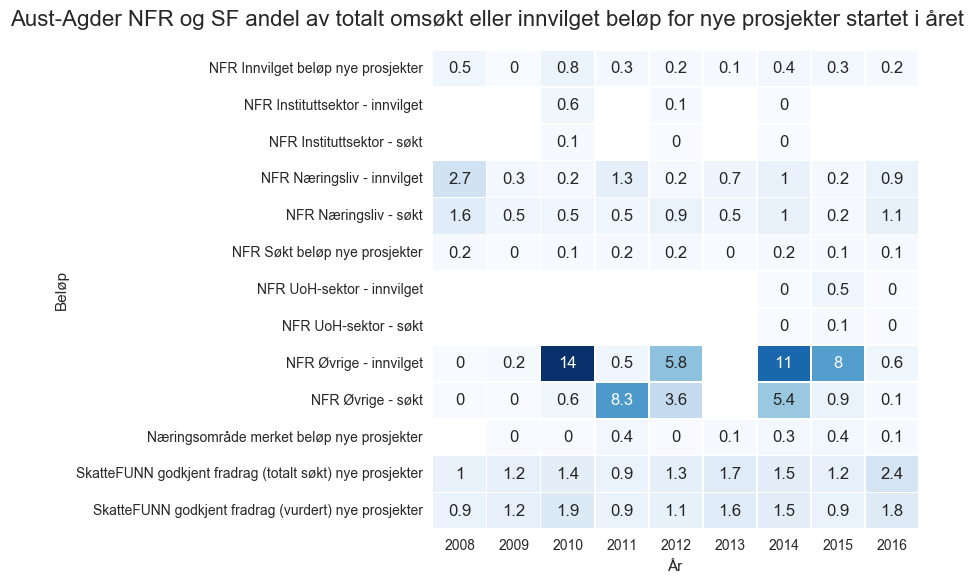 Aust-Agder NFR og SF andel av totalt omsøkt eller innvilget beløp for nye prosjekter startet i året
NFR Innvilget beløp nye prosjekter 0.5 0 0.8 0.3 0.2 0.1 0.4 0.3 0.2
NFR Instituttsektor - innvilget 0.6 0.1 0
NFR Instituttsektor - søkt 0.1 0 0
NFR Næringsliv - innvilget 2.7 0.3 0.2 1.3 0.2 0.7 1 0.2 0.9
NFR Næringsliv - søkt 1.6 0.5 0.5 0.5 0.9 0.5 1 0.2 1.1
NFR Søkt beløp nye prosjekter 0.2 0 0.1 0.2 0.2 0 0.2 0.1 0.1
Beløp
NFR UoH-sektor - innvilget 0 0.5 0
NFR UoH-sektor - søkt 0 0.1 0
NFR Øvrige - innvilget 0 0.2 14 0.5 5.8 11 8 0.6
NFR Øvrige - søkt 0 0 0.6 8.3 3.6 5.4 0.9 0.1
Næringsområde merket beløp nye prosjekter 0 0 0.4 0 0.1 0.3 0.4 0.1
SkatteFUNN godkjent fradrag (totalt søkt) nye prosjekter 1 1.2 1.4 0.9 1.3 1.7 1.5 1.2 2.4
SkatteFUNN godkjent fradrag (vurdert) nye prosjekter 0.9 1.2 1.9 0.9 1.1 1.6 1.5 0.9 1.8
2008 2009 2010 2011 2012 2013 2014 2015 2016
År